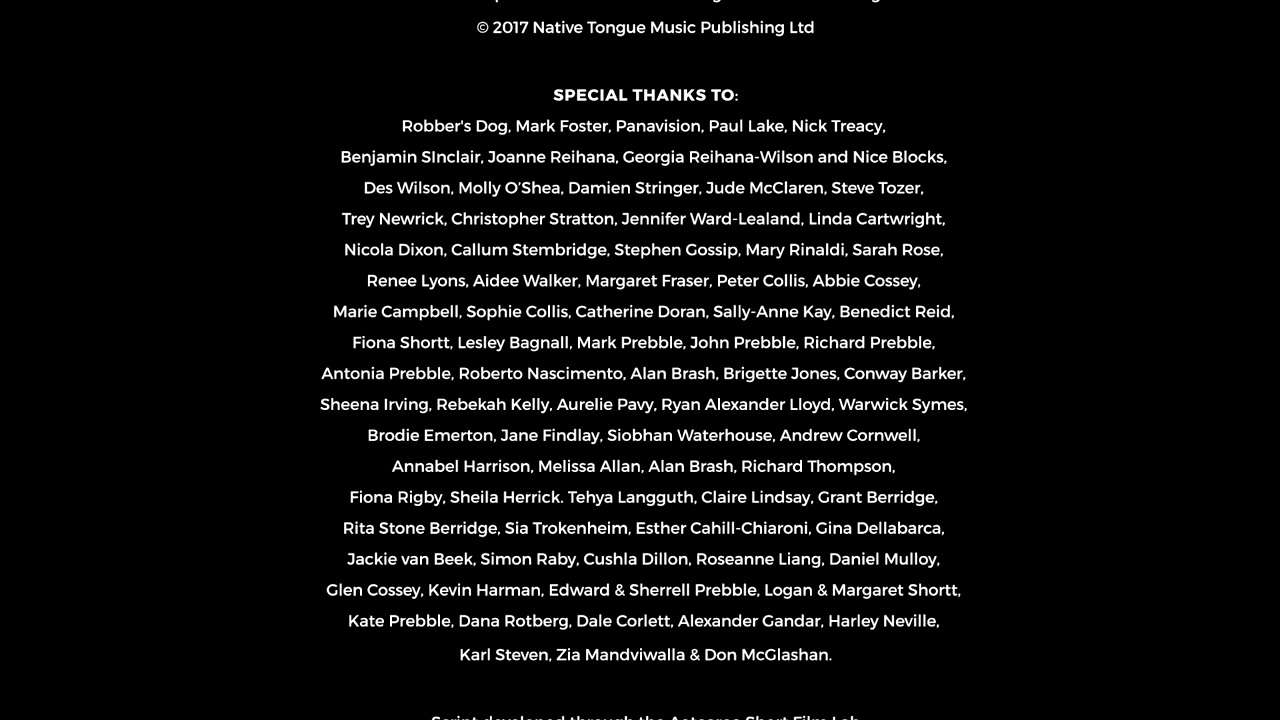 © 2017 Native Tongue Music Publishing Ltd
SPECIAL THANKS TO:
Robber's Dog, Mark Foster, Panavision, Paul Lake, Nick Treacy,
Benjamin SInclair, Joanne Reihana, Georgia Reihana-Wilson and Nice Blocks,
Des Wilson, Molly O’Shea, Damien Stringer, Jude McClaren, Steve Tozer,
Trey Newrick, Christopher Stratton, Jennifer Ward-Lealand, Linda Cartwright,
Nicola Dixon, Callum Stembridge, Stephen Gossip, Mary Rinaldi, Sarah Rose,
Renee Lyons, Aidee Walker, Margaret Fraser, Peter Collis, Abbie Cossey,
Marie Campbell, Sophie Collis, Catherine Doran, Sally-Anne Kay, Benedict Reid,
Fiona Shortt, Lesley Bagnall, Mark Prebble, John Prebble, Richard Prebble,
Antonia Prebble, Roberto Nascimento, Alan Brash, Brigette Jones, Conway Barker,
Sheena Irving, Rebekah Kelly, Aurelie Pavy, Ryan Alexander Lloyd, Warwick Symes,
Brodie Emerton, Jane Findlay, Siobhan Waterhouse, Andrew Cornwell,
Annabel Harrison, Melissa Allan, Alan Brash, Richard Thompson,
Fiona Rigby, Sheila Herrick. Tehya Langguth, Claire Lindsay, Grant Berridge,
Rita Stone Berridge, Sia Trokenheim, Esther Cahill-Chiaroni, Gina Dellabarca,
Jackie van Beek, Simon Raby, Cushla Dillon, Roseanne Liang, Daniel Mulloy,
Glen Cossey, Kevin Harman, Edward & Sherrell Prebble, Logan & Margaret Shortt,
Kate Prebble, Dana Rotberg, Dale Corlett, Alexander Gandar, Harley Neville,
Karl Steven, Zia Mandviwalla & Don McGlashan.
Script developed through the Aotearoa Short Film Lab